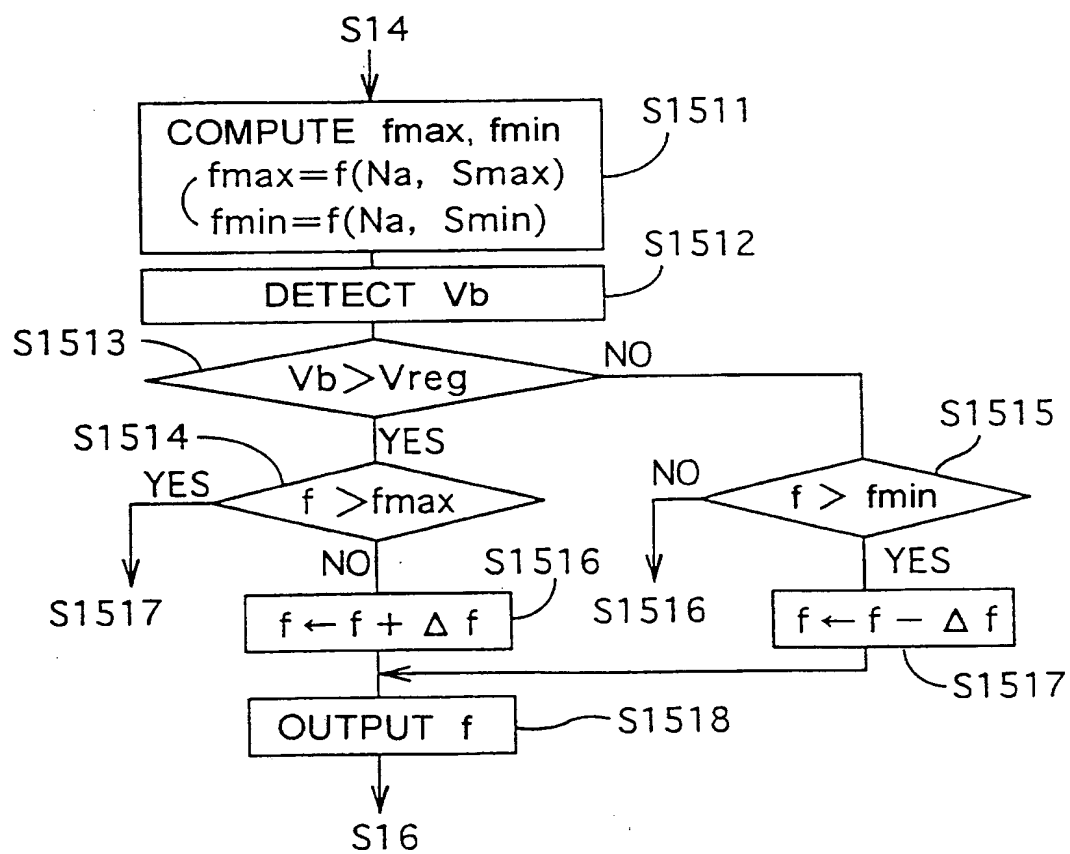 S14
COMPUTE fmax, fmin
fmax=f(Na, Smax)
fmin=f(Na, Smin)
S1511
DETECT Vb
S1512
Vb>Vreg
S1513
NO
YES
f >fmax
S1514
YES
NO
S1517
f > fmin
S1515
NO
YES
S1516
f ← f + Δ f
S1516
f ← f − Δ f
S1517
OUTPUT f
S1518
S16